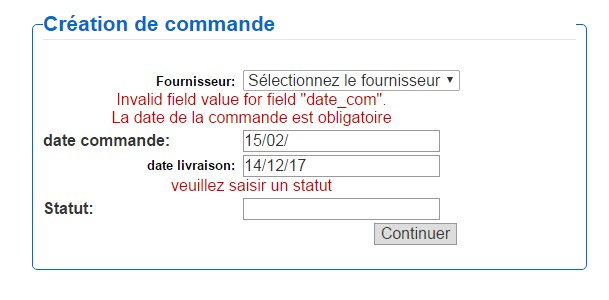 Création de commande
Fournisseur: Sélectionnez le fournisseur
Invalid field value for field "date_com".
La date de la commande est obligatoire
date commande: 15/02/
date livraison: 14/12/17
veuillez saisir un statut
Statut:
Continuer